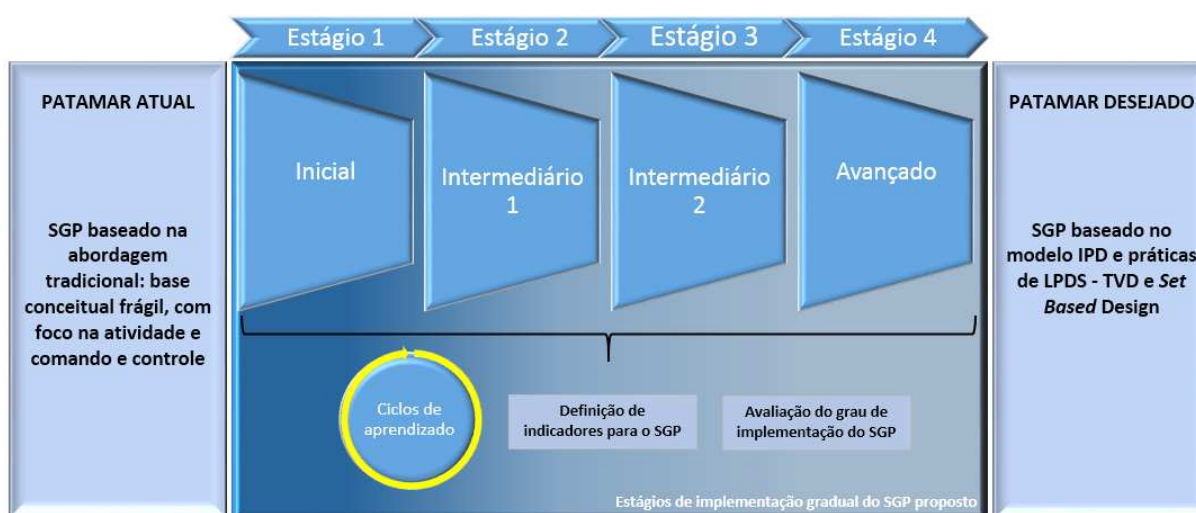 Estágio 1
Estágio 2
Estágio 3
Estágio 4
PATAMAR ATUAL
SGP baseado na
abordagem
tradicional: base
conceitual frágil, com
foco na atividade e
comando e controle
Inicial
Intermediário
1
Intermediário
2
Avançado
Ciclos de
aprendizado
Definição de
indicadores para o SGP
Avaliação do grau de
implementação do SGP
Estágios de implementação gradual do SGP proposto
PATAMAR DESEJADO
SGP baseado no
modelo IPD e práticas
de LPDS - TVD e Set
Based Design